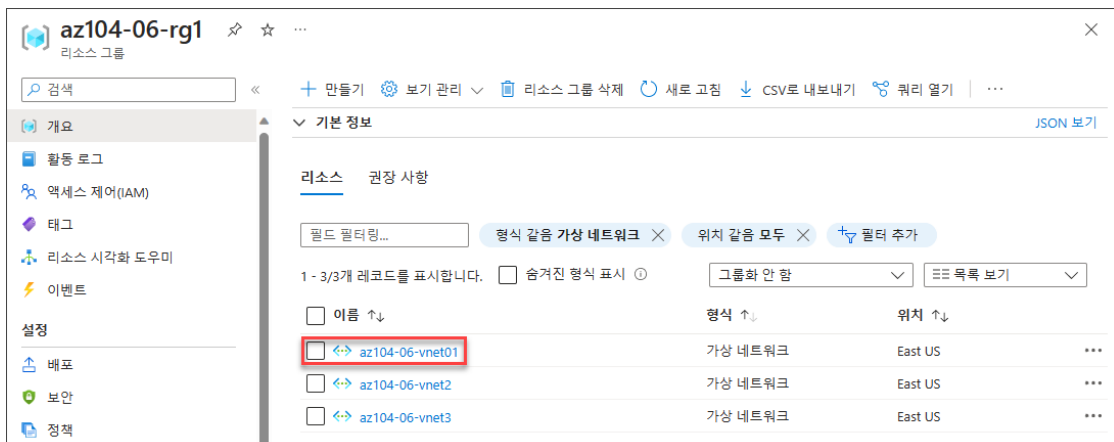 az104-06-rg1
리소스 그룹
검색
개요
활동 로그
액세스 제어(IAM)
태그
리소스 시각화 도우미
이벤트
설정
배포
보안
정책
만들기 보기 관리 리소스 그룹 삭제 새로 고침 CSV로 내보내기 쿼리 열기
기본 정보 JSON 보기
리소스 권장 사항
필드 필터링... 형식 같음 가상 네트워크 위치 같음 모두 필터 추가
1 - 3/3개 레코드를 표시합니다. 숨겨진 형식 표시 그룹화 안 함 목록 보기
이름 형식 위치
az104-06-vnet01 가상 네트워크 East US
az104-06-vnet2 가상 네트워크 East US
az104-06-vnet3 가상 네트워크 East US